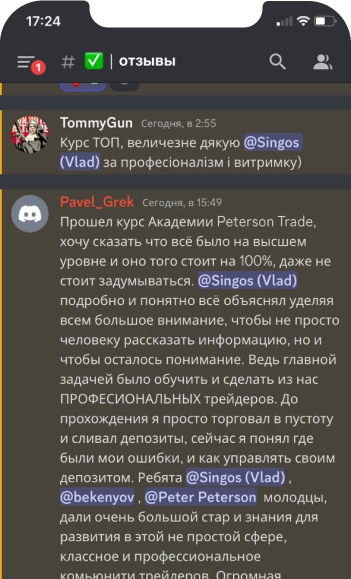 17:24
1
# ✅ | отзывы
TommyGun Сегодня, в 2:55
Курс ТОП, величезне дякую @Singos
(Vlad) за професіоналізм і витримку)
Pavel_Grek Сегодня, в 15:49
Прошел курс Академии Peterson Trade,
хочу сказать что всё было на высшем
уровне и оно того стоит на 100%, даже не
стоит задумываться. @Singos (Vlad)
подробно и понятно всё объяснял уделяя
всем большое внимание, чтобы не просто
человеку рассказать информацию, но и
чтобы осталось понимание. Ведь главной
задачей было обучить и сделать из нас
ПРОФЕСИОНАЛЬНЫХ трейдеров. До
прохождения я просто торговал в пустоту
и сливал депозиты, сейчас я понял где
были мои ошибки, и как управлять своим
депозитом. Ребята @Singos (Vlad) ,
@bekenyov , @Peter Peterson молодцы,
дали очень большой стар и знания для
развития в этой не простой сфере,
классное и профессиональное
комьюнити трейдеров. Огромная